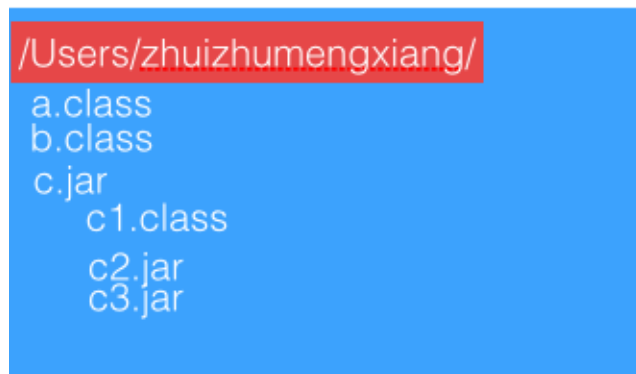 /Users/zhuizhumengxiang/
a.class
b.class
c.jar
c1.class
c2.jar
c3.jar